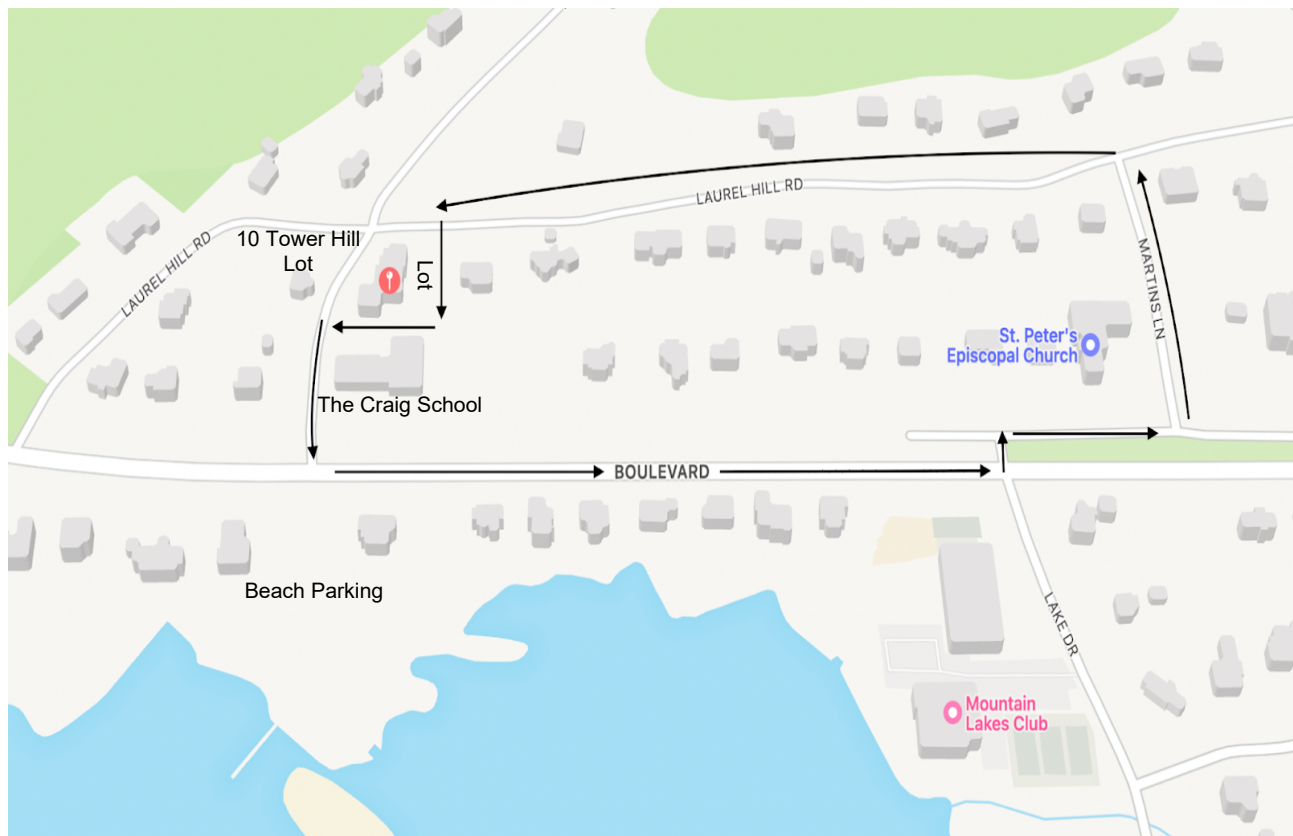 LAUREL HILL RD
10 Tower Hill
Lot
LAUREL HILL RD
Lot
MARTINS LN
St. Peter's
Episcopal Church
The Craig School
BOULEVARD
Beach Parking
LAKE DR
Mountain
Lakes Club